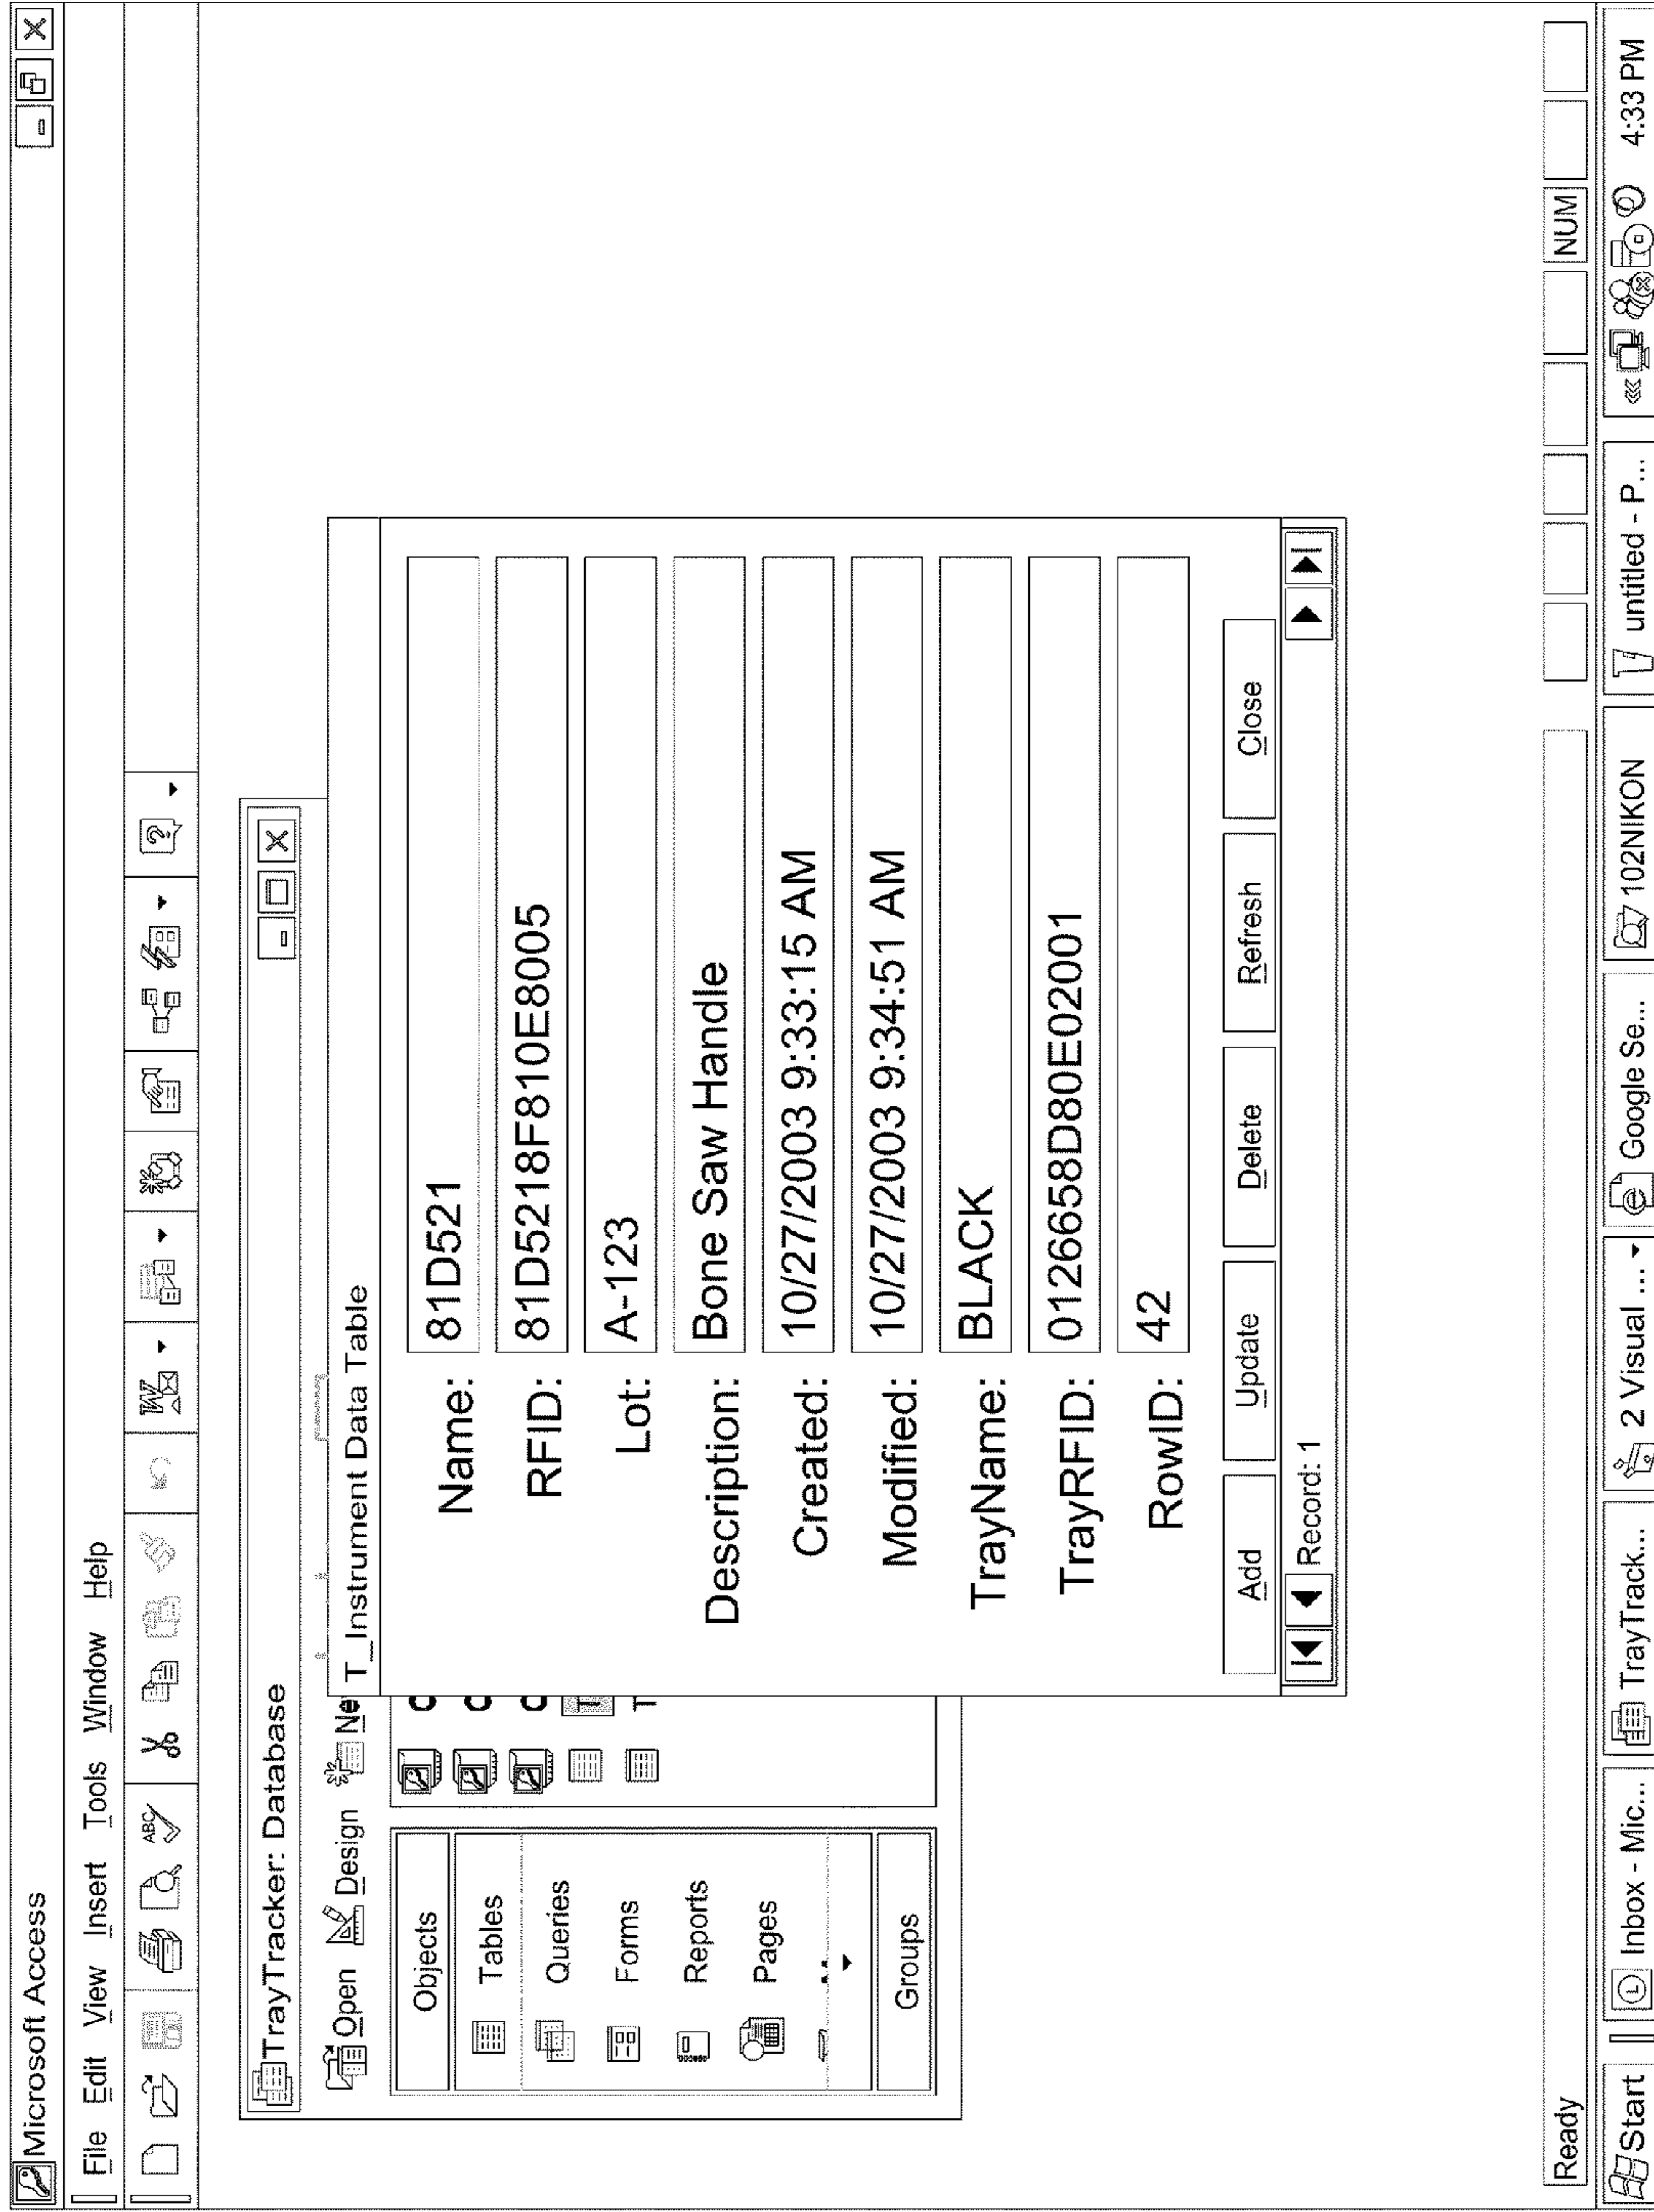 Microsoft Access
File Edit View Insert Tools Window Help
ABC W ?
TrayTracker: Database
Open Design Ne
T_Instrument Data Table
Objects
Tables
Queries
Forms
Reports
Pages
Groups
Name: 81D521
RFID: 81D5218F810E8005
Lot: A-123
Description: Bone Saw Handle
Created: 10/27/2003 9:33:15 AM
Modified: 10/27/2003 9:34:51 AM
TrayName: BLACK
TrayRFID: 0126658D80E02001
RowID: 42
Add Update Delete Refresh Close
Record: 1
Ready NUM
Start Inbox - Mic... TrayTrack... 2 Visual ... Google Se... 102NIKON untitled - P... « 4:33 PM